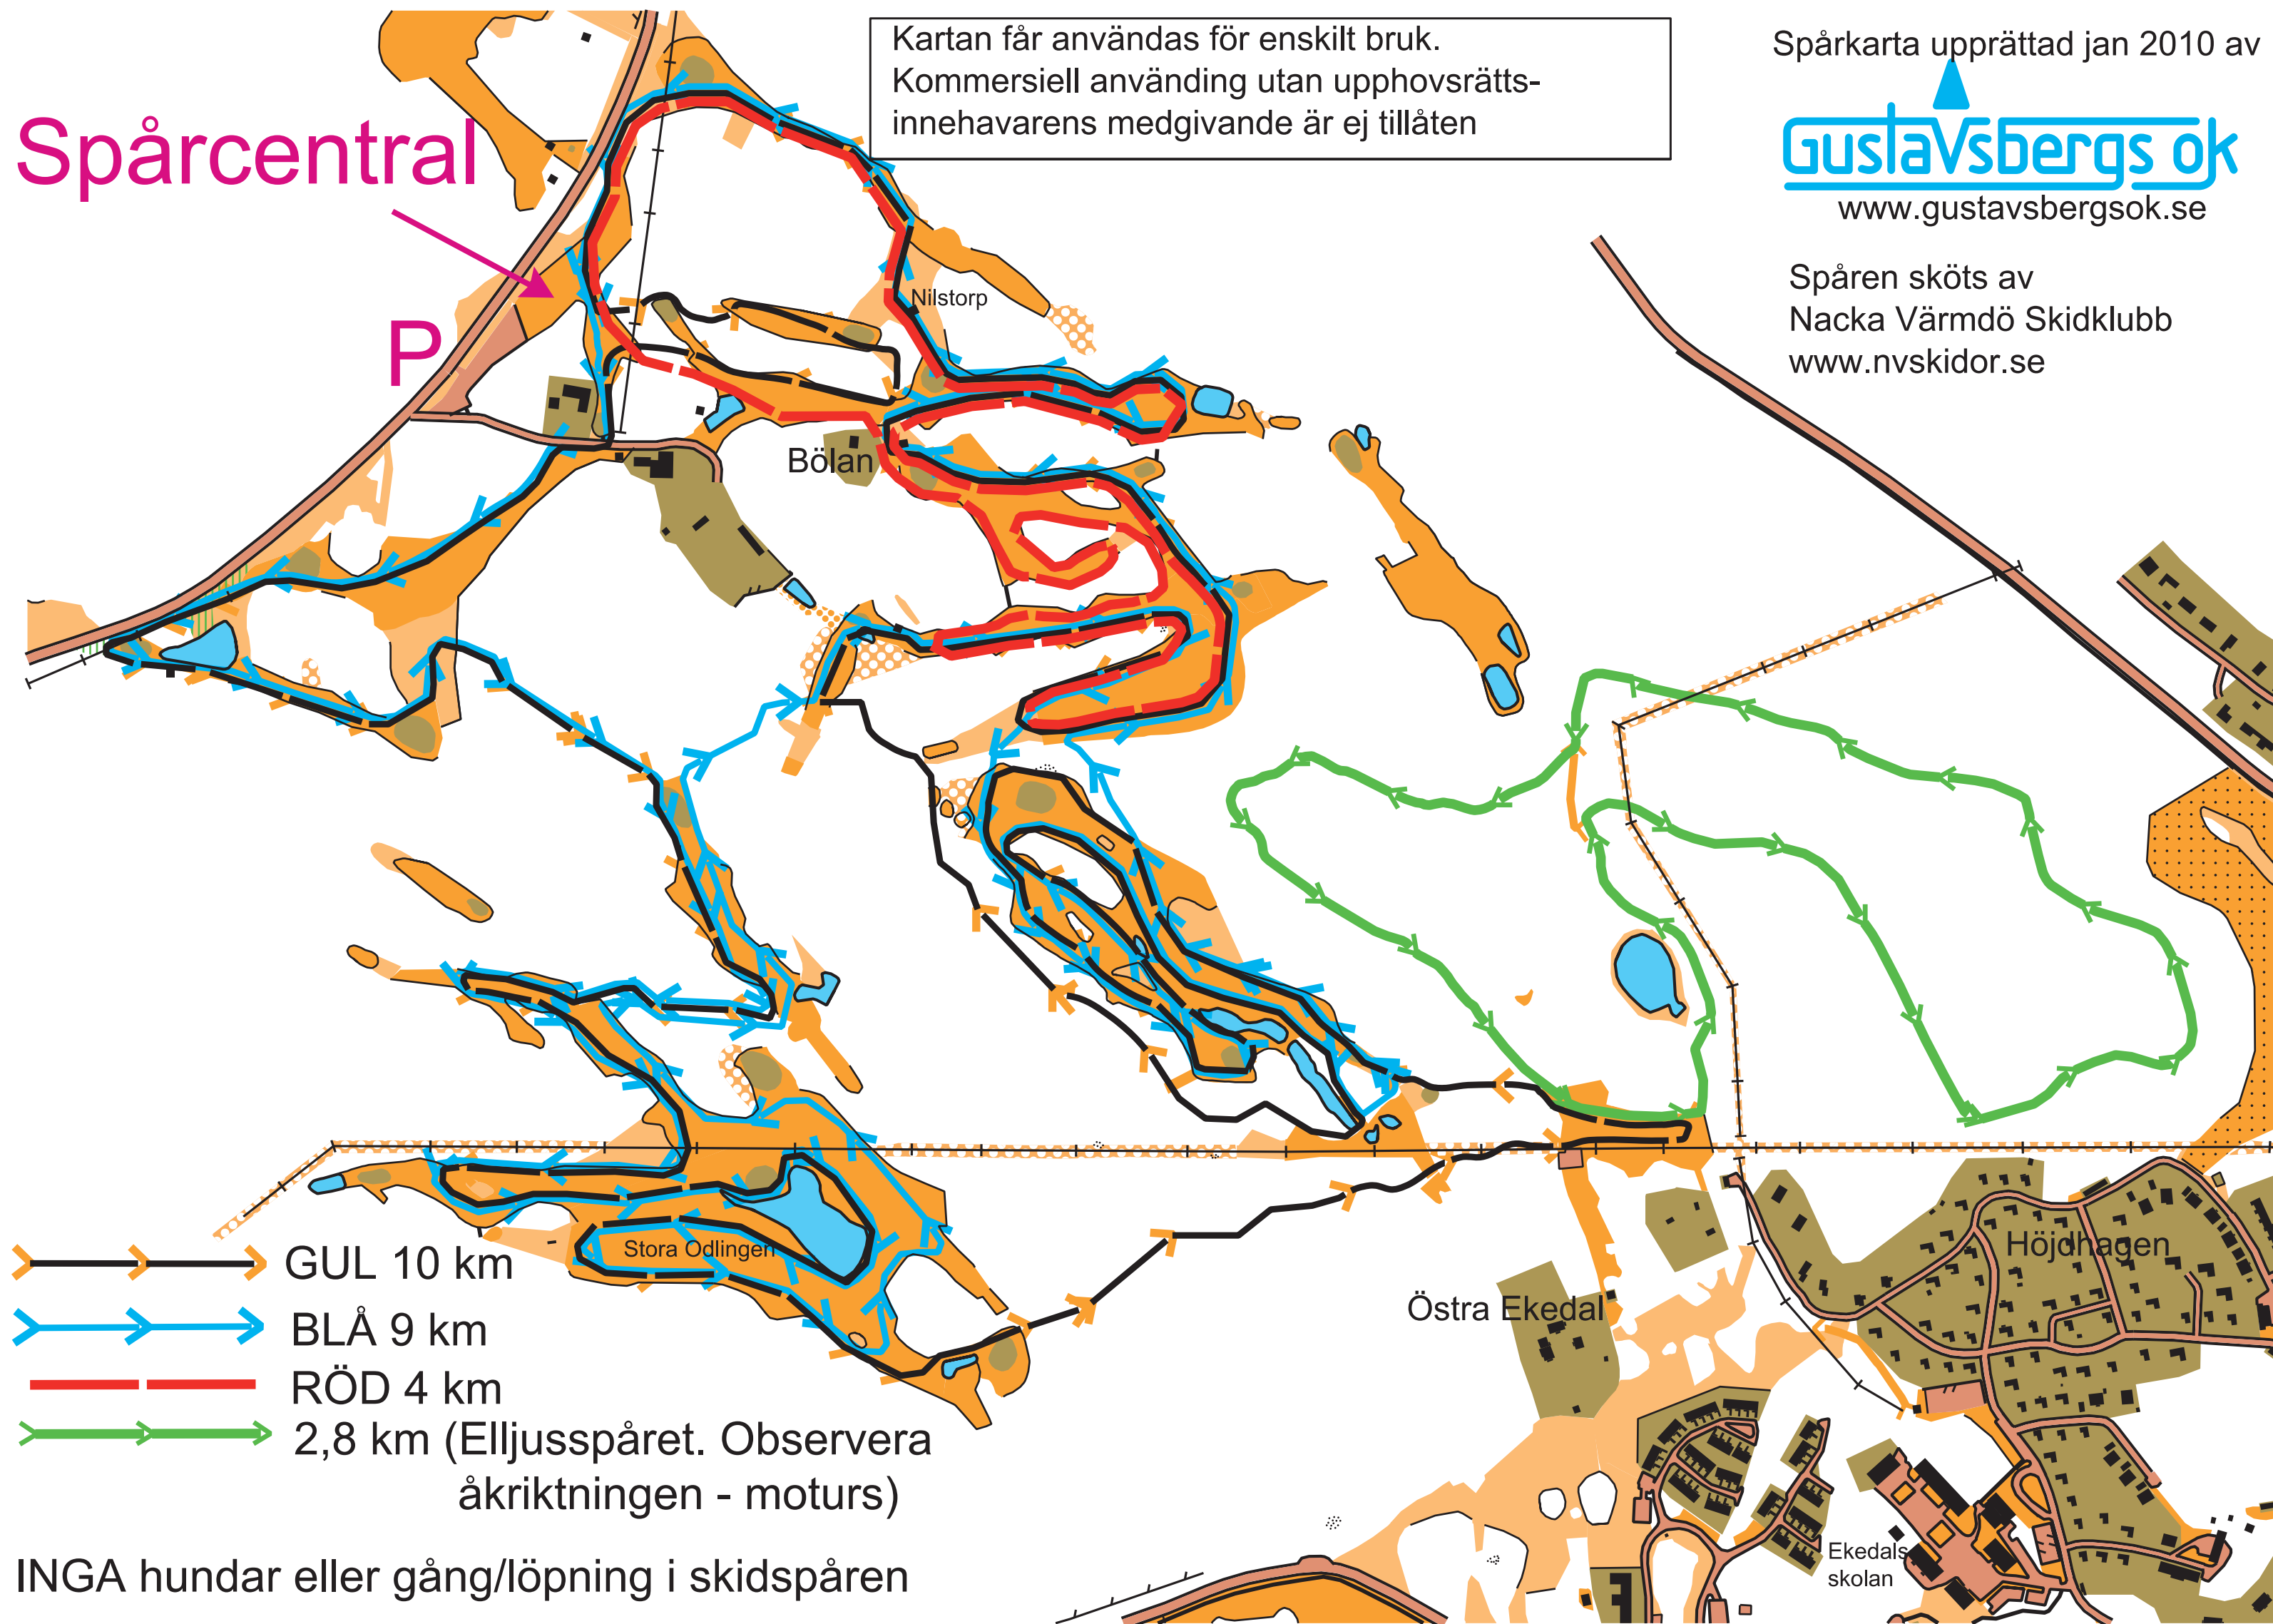 Kartan får användas för enskilt bruk.
Kommersiell använding utan upphovsrätts-
innehavarens medgivande är ej tillåten
Spårkarta upprättad jan 2010 av
Gustavsbergs ok
www.gustavsbergsok.se
Spåren sköts av
Nacka Värmdö Skidklubb
www.nvskidor.se
Spårcentral
P
Nilstorp
Bölan
Stora Odlingen
Höjdhagen
Östra Ekedal
Ekedals
skolan
GUL 10 km
BLÅ 9 km
RÖD 4 km
2,8 km (Elljusspåret. Observera
åkriktningen - moturs)
INGA hundar eller gång/löpning i skidspåren